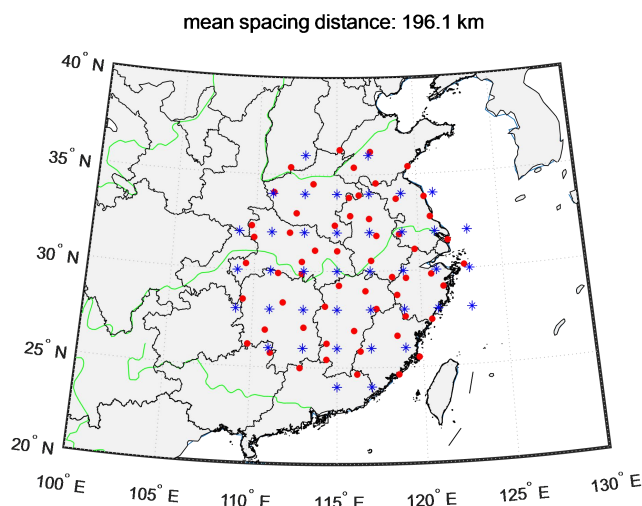 mean spacing distance: 196.1 km
40° N
35° N
30° N
25° N
20° N
100° E
105° E
110° E
115° E
120° E
125° E
130° E